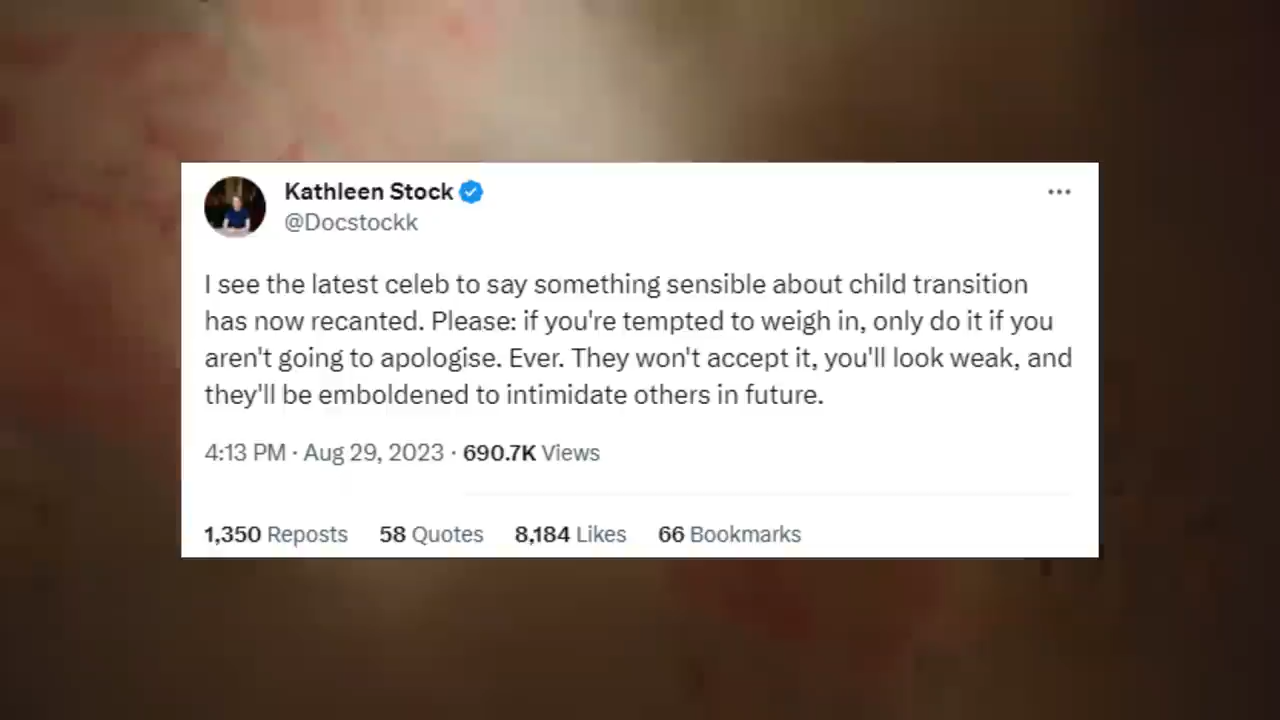 Kathleen Stock
@Docstockk
I see the latest celeb to say something sensible about child transition
has now recanted. Please: if you're tempted to weigh in, only do it if you
aren't going to apologise. Ever. They won't accept it, you'll look weak, and
they'll be emboldened to intimidate others in future.
4:13 PM · Aug 29, 2023 · 690.7K Views
1,350 Reposts 58 Quotes 8,184 Likes 66 Bookmarks